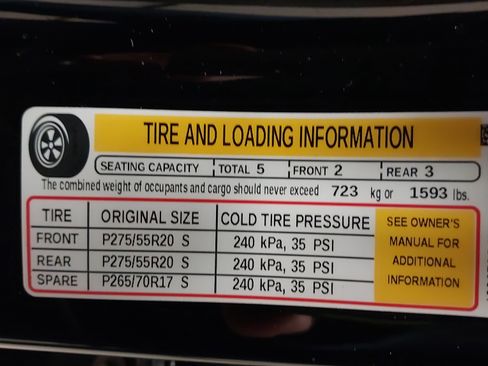 TIRE AND LOADING INFORMATION
SEATING CAPACITY TOTAL 5 FRONT 2 REAR 3
The combined weight of occupants and cargo should never exceed 723 kg or 1593 lbs.
TIRE ORIGINAL SIZE COLD TIRE PRESSURE
FRONT P275/55R20 S 240 kPa, 35 PSI
REAR P275/55R20 S 240 kPa, 35 PSI
SPARE P265/70R17 S 240 kPa, 35 PSI
SEE OWNER'S
MANUAL FOR
ADDITIONAL
INFORMATION